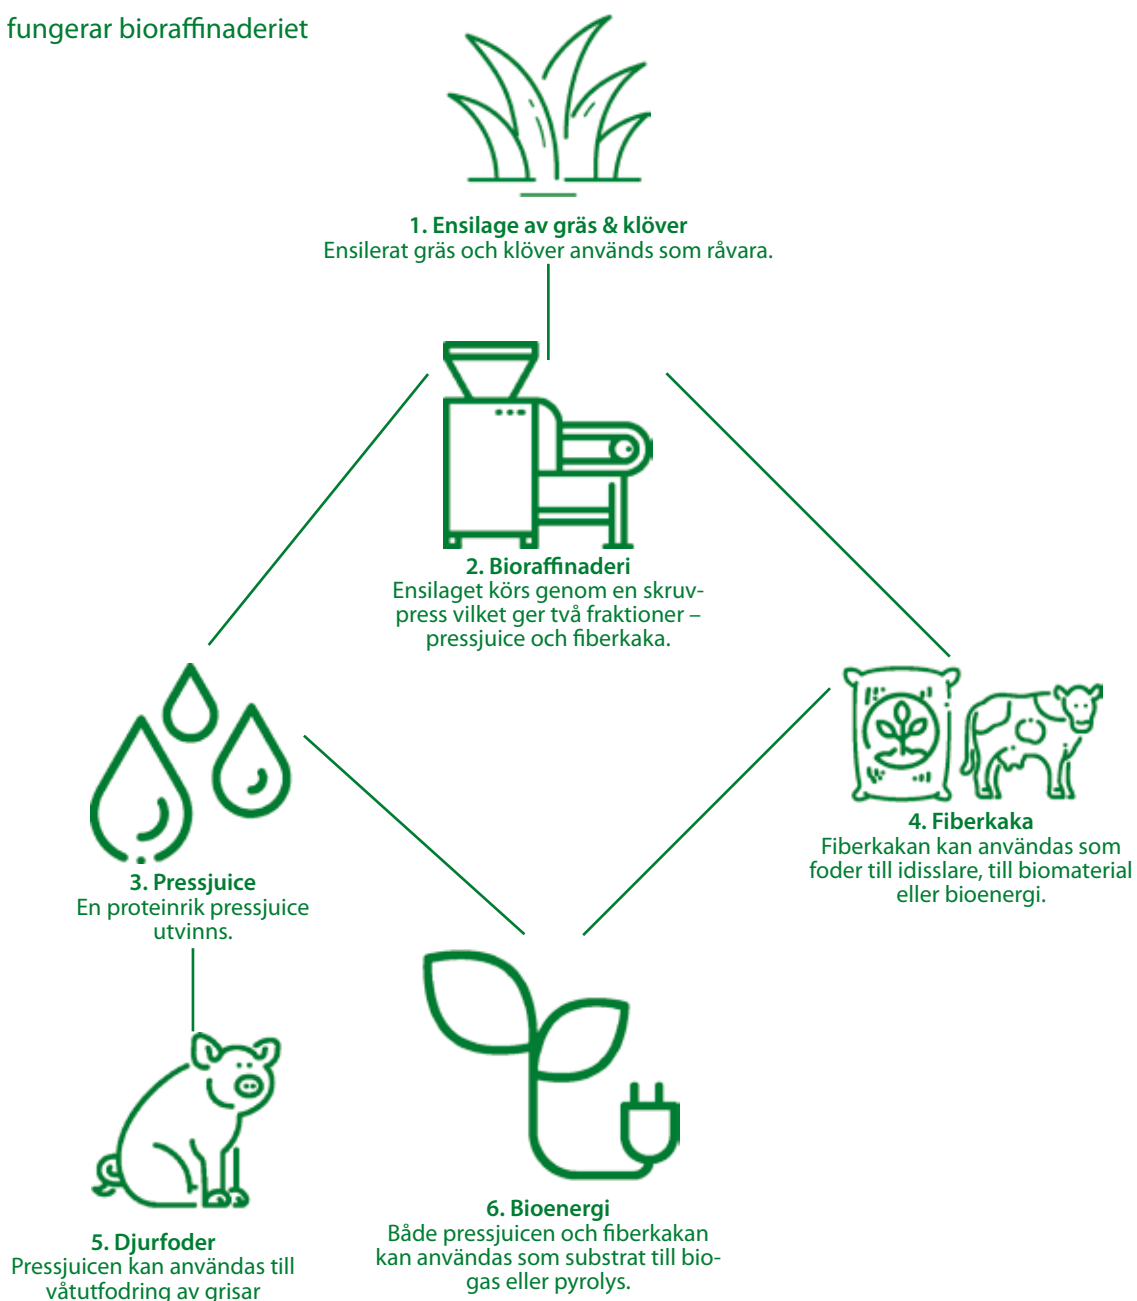 fungerar bioraffinaderiet
1. Ensilage av gräs & klöver
Ensilerat gräs och klöver används som råvara.
2. Bioraffinaderi
Ensilaget körs genom en skruv-
press vilket ger två fraktioner –
pressjuice och fiberkaka.
3. Pressjuice
En proteinrik pressjuice
utvinns.
4. Fiberkaka
Fiberkakan kan användas som
foder till idisslare, till biomaterial
eller bioenergi.
5. Djurfoder
Pressjuicen kan användas till
våtutfodring av grisar
6. Bioenergi
Både pressjuicen och fiberkakan
kan användas som substrat till bio-
gas eller pyrolys.